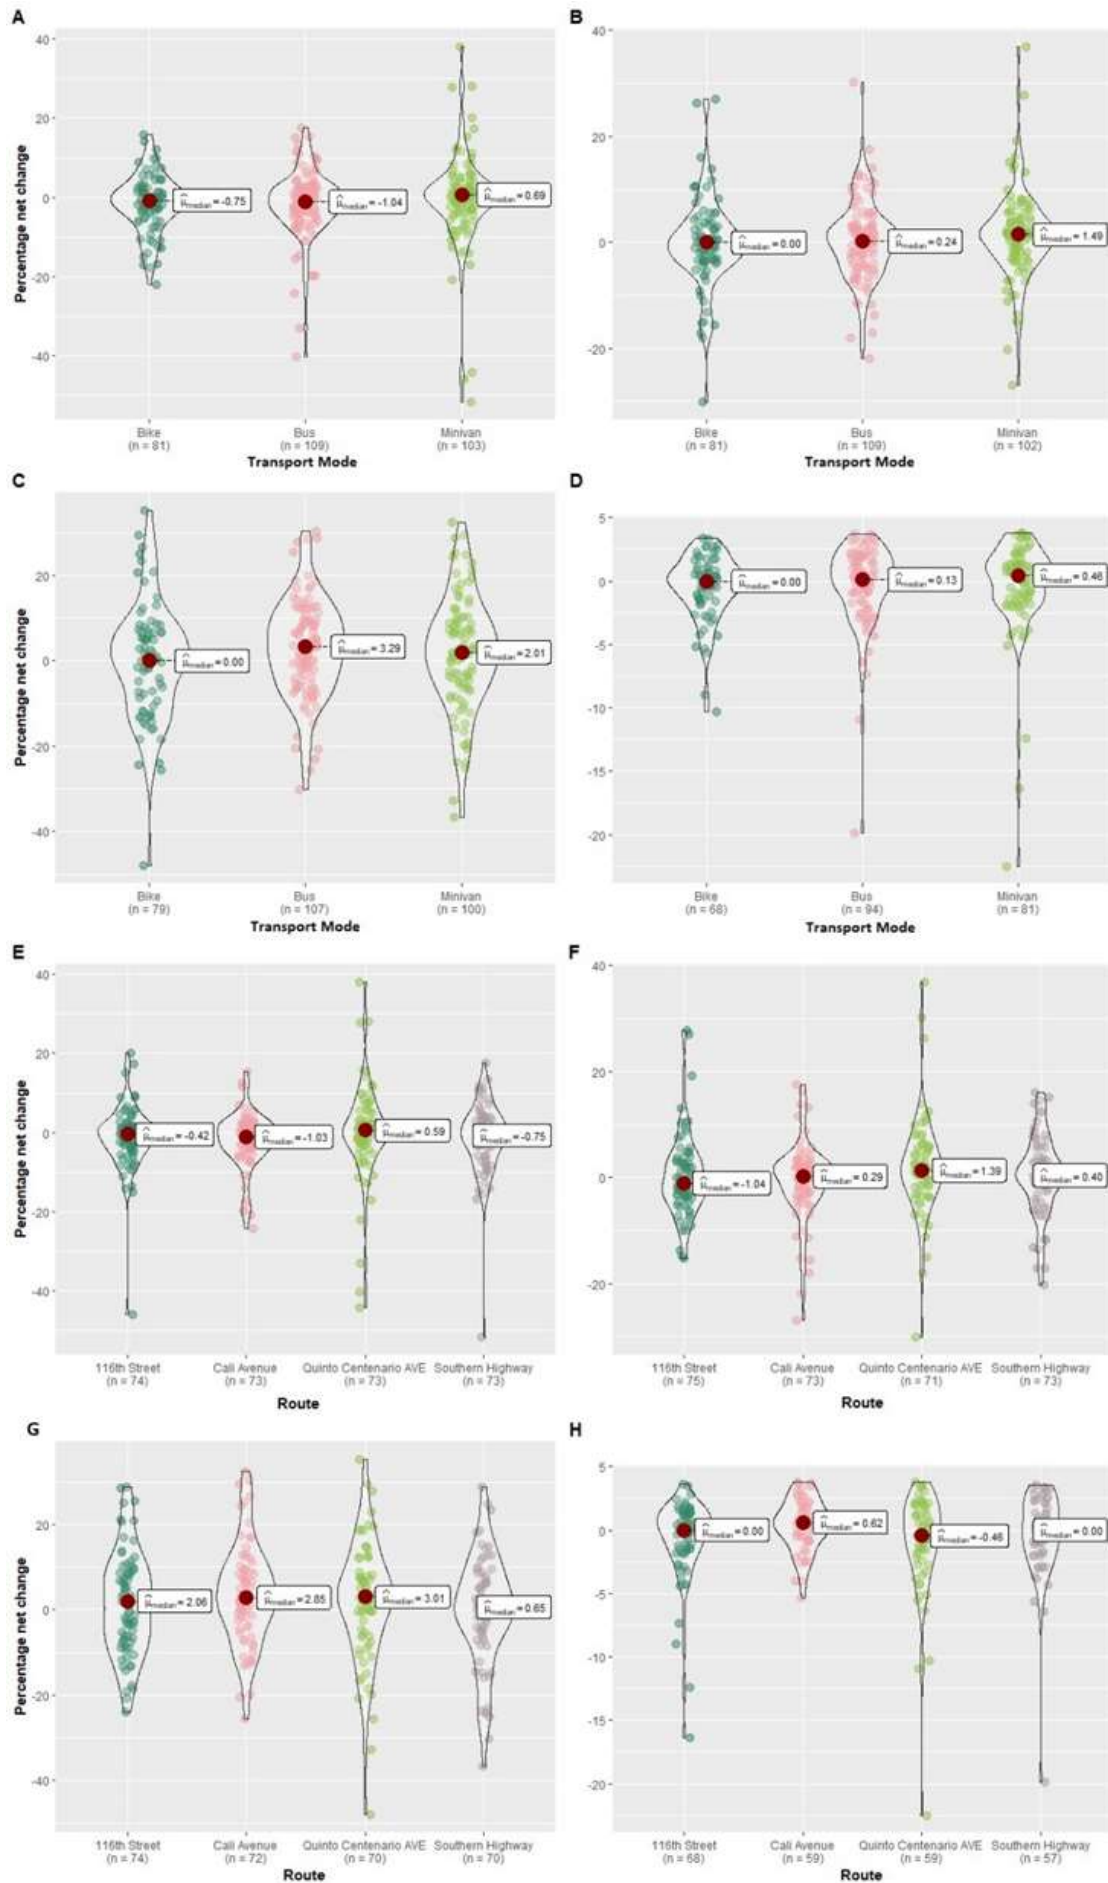 A
Percentage net change
40
20
0
-20
-40
μ̂median = -0.75
μ̂median = -1.04
μ̂median = 0.69
Bike
(n = 81)
Bus
(n = 109)
Minivan
(n = 103)
Transport Mode
B
40
20
0
-20
μ̂median = 0.00
μ̂median = 0.24
μ̂median = 1.49
Bike
(n = 81)
Bus
(n = 109)
Minivan
(n = 102)
Transport Mode
C
Percentage net change
20
0
-20
-40
μ̂median = 0.00
μ̂median = 3.29
μ̂median = 2.01
Bike
(n = 79)
Bus
(n = 107)
Minivan
(n = 100)
Transport Mode
D
5
0
-5
-10
-15
-20
μ̂median = 0.00
μ̂median = 0.13
μ̂median = 0.46
Bike
(n = 68)
Bus
(n = 94)
Minivan
(n = 81)
Transport Mode
E
Percentage net change
40
20
0
-20
-40
μ̂median = -0.42
μ̂median = -1.03
μ̂median = 0.59
μ̂median = -0.75
116th Street
(n = 74)
Cali Avenue
(n = 73)
Quinto Centenario AVE
(n = 73)
Southern Highway
(n = 73)
Route
F
40
20
0
-20
μ̂median = -1.04
μ̂median = 0.29
μ̂median = 1.39
μ̂median = 0.40
116th Street
(n = 75)
Cali Avenue
(n = 73)
Quinto Centenario AVE
(n = 71)
Southern Highway
(n = 73)
Route
G
Percentage net change
20
0
-20
-40
μ̂median = 2.06
μ̂median = 2.85
μ̂median = 3.01
μ̂median = 0.65
116th Street
(n = 74)
Cali Avenue
(n = 72)
Quinto Centenario AVE
(n = 70)
Southern Highway
(n = 70)
Route
H
5
0
-5
-10
-15
-20
μ̂median = 0.00
μ̂median = 0.62
μ̂median = -0.46
μ̂median = 0.00
116th Street
(n = 68)
Cali Avenue
(n = 59)
Quinto Centenario AVE
(n = 59)
Southern Highway
(n = 57)
Route